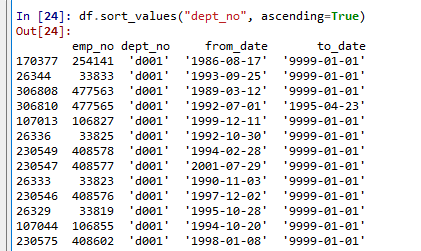 In [24]: df.sort_values("dept_no", ascending=True)
Out[24]:
emp_no dept_no from_date to_date
170377 254141 'd001' '1986-08-17' '9999-01-01'
26344 33833 'd001' '1993-09-25' '9999-01-01'
306808 477563 'd001' '1989-03-12' '9999-01-01'
306810 477565 'd001' '1992-07-01' '1995-04-23'
107013 106827 'd001' '1999-12-11' '9999-01-01'
26336 33825 'd001' '1992-10-30' '9999-01-01'
230549 408578 'd001' '1994-02-28' '9999-01-01'
230547 408577 'd001' '2001-07-29' '9999-01-01'
26333 33823 'd001' '1990-11-03' '9999-01-01'
230546 408576 'd001' '1997-12-02' '9999-01-01'
26329 33819 'd001' '1995-10-28' '9999-01-01'
107044 106855 'd001' '1994-10-20' '9999-01-01'
230575 408602 'd001' '1998-01-08' '9999-01-01'